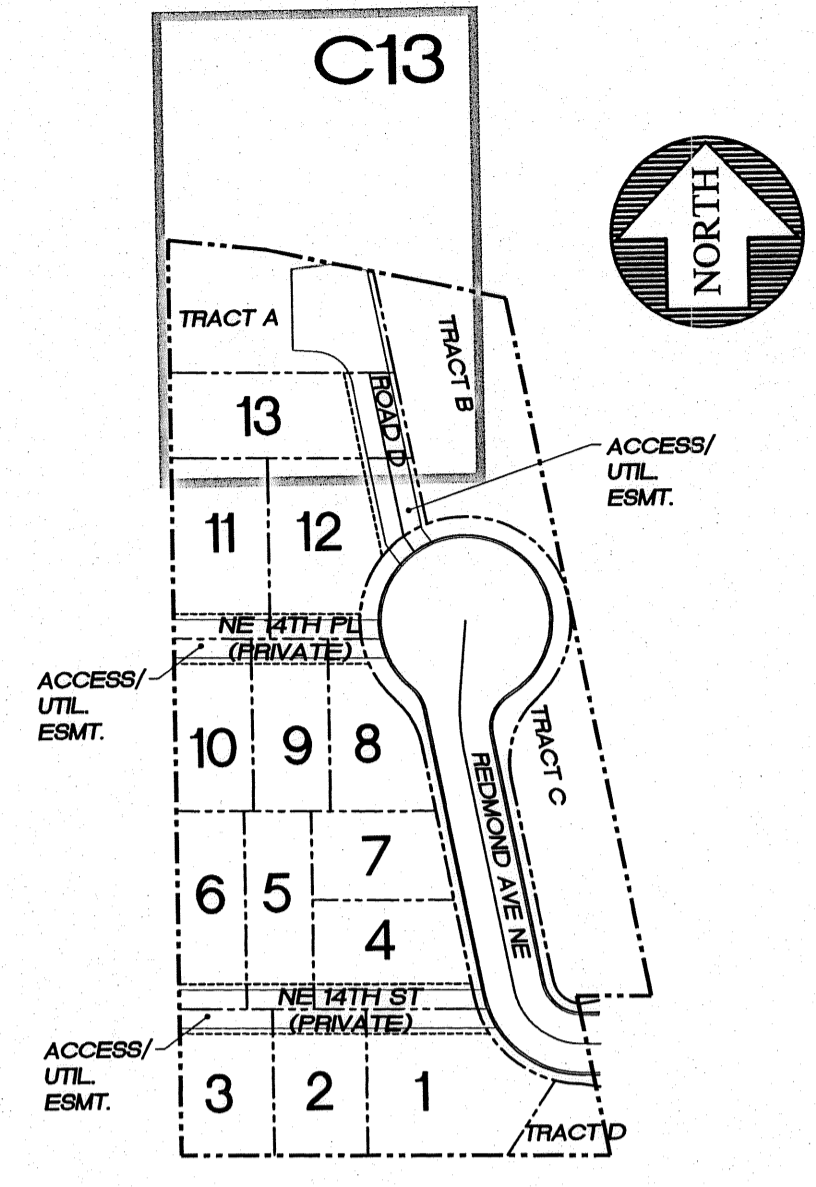 C13
NORTH
TRACT A
TRACT B
13
ROAD D
ACCESS/
UTIL.
ESMT.
11
12
NE 14TH PL
(PRIVATE)
ACCESS/
UTIL.
ESMT.
10
9
8
TRACT C
REDMOND AVE NE
7
6
5
4
NE 14TH ST
(PRIVATE)
ACCESS/
UTIL.
ESMT.
3
2
1
TRACT D